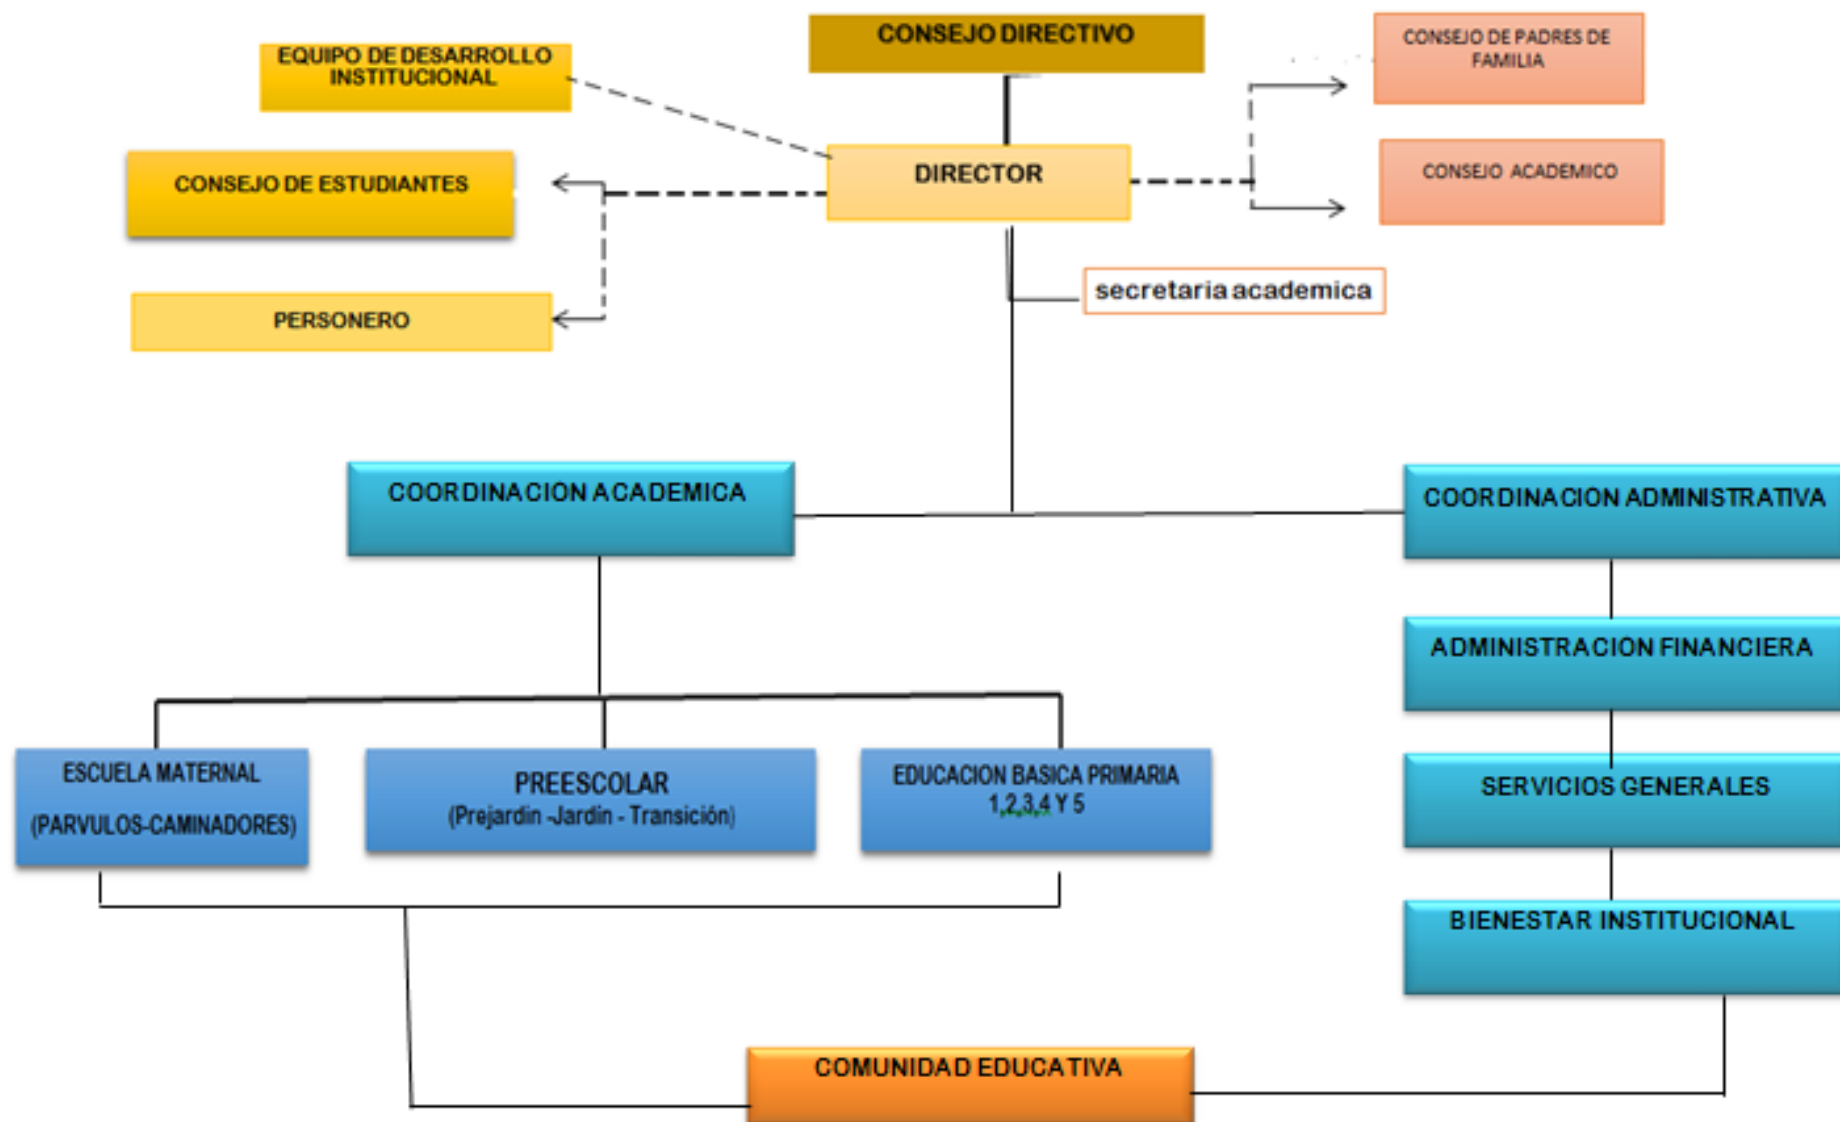 CONSEJO DIRECTIVO
EQUIPO DE DESARROLLO
INSTITUCIONAL
CONSEJO DE PADRES DE
FAMILIA
CONSEJO DE ESTUDIANTES
DIRECTOR
CONSEJO ACADEMICO
PERSONERO
secretaria academica
COORDINACION ACADEMICA
COORDINACION ADMINISTRATIVA
ADMINISTRACION FINANCIERA
ESCUELA MATERNAL
(PARVULOS-CAMINADORES)
PREESCOLAR
(Prejardin -Jardin - Transición)
EDUCACION BASICA PRIMARIA
1,2,3,4 Y 5
SERVICIOS GENERALES
BIENESTAR INSTITUCIONAL
COMUNIDAD EDUCATIVA